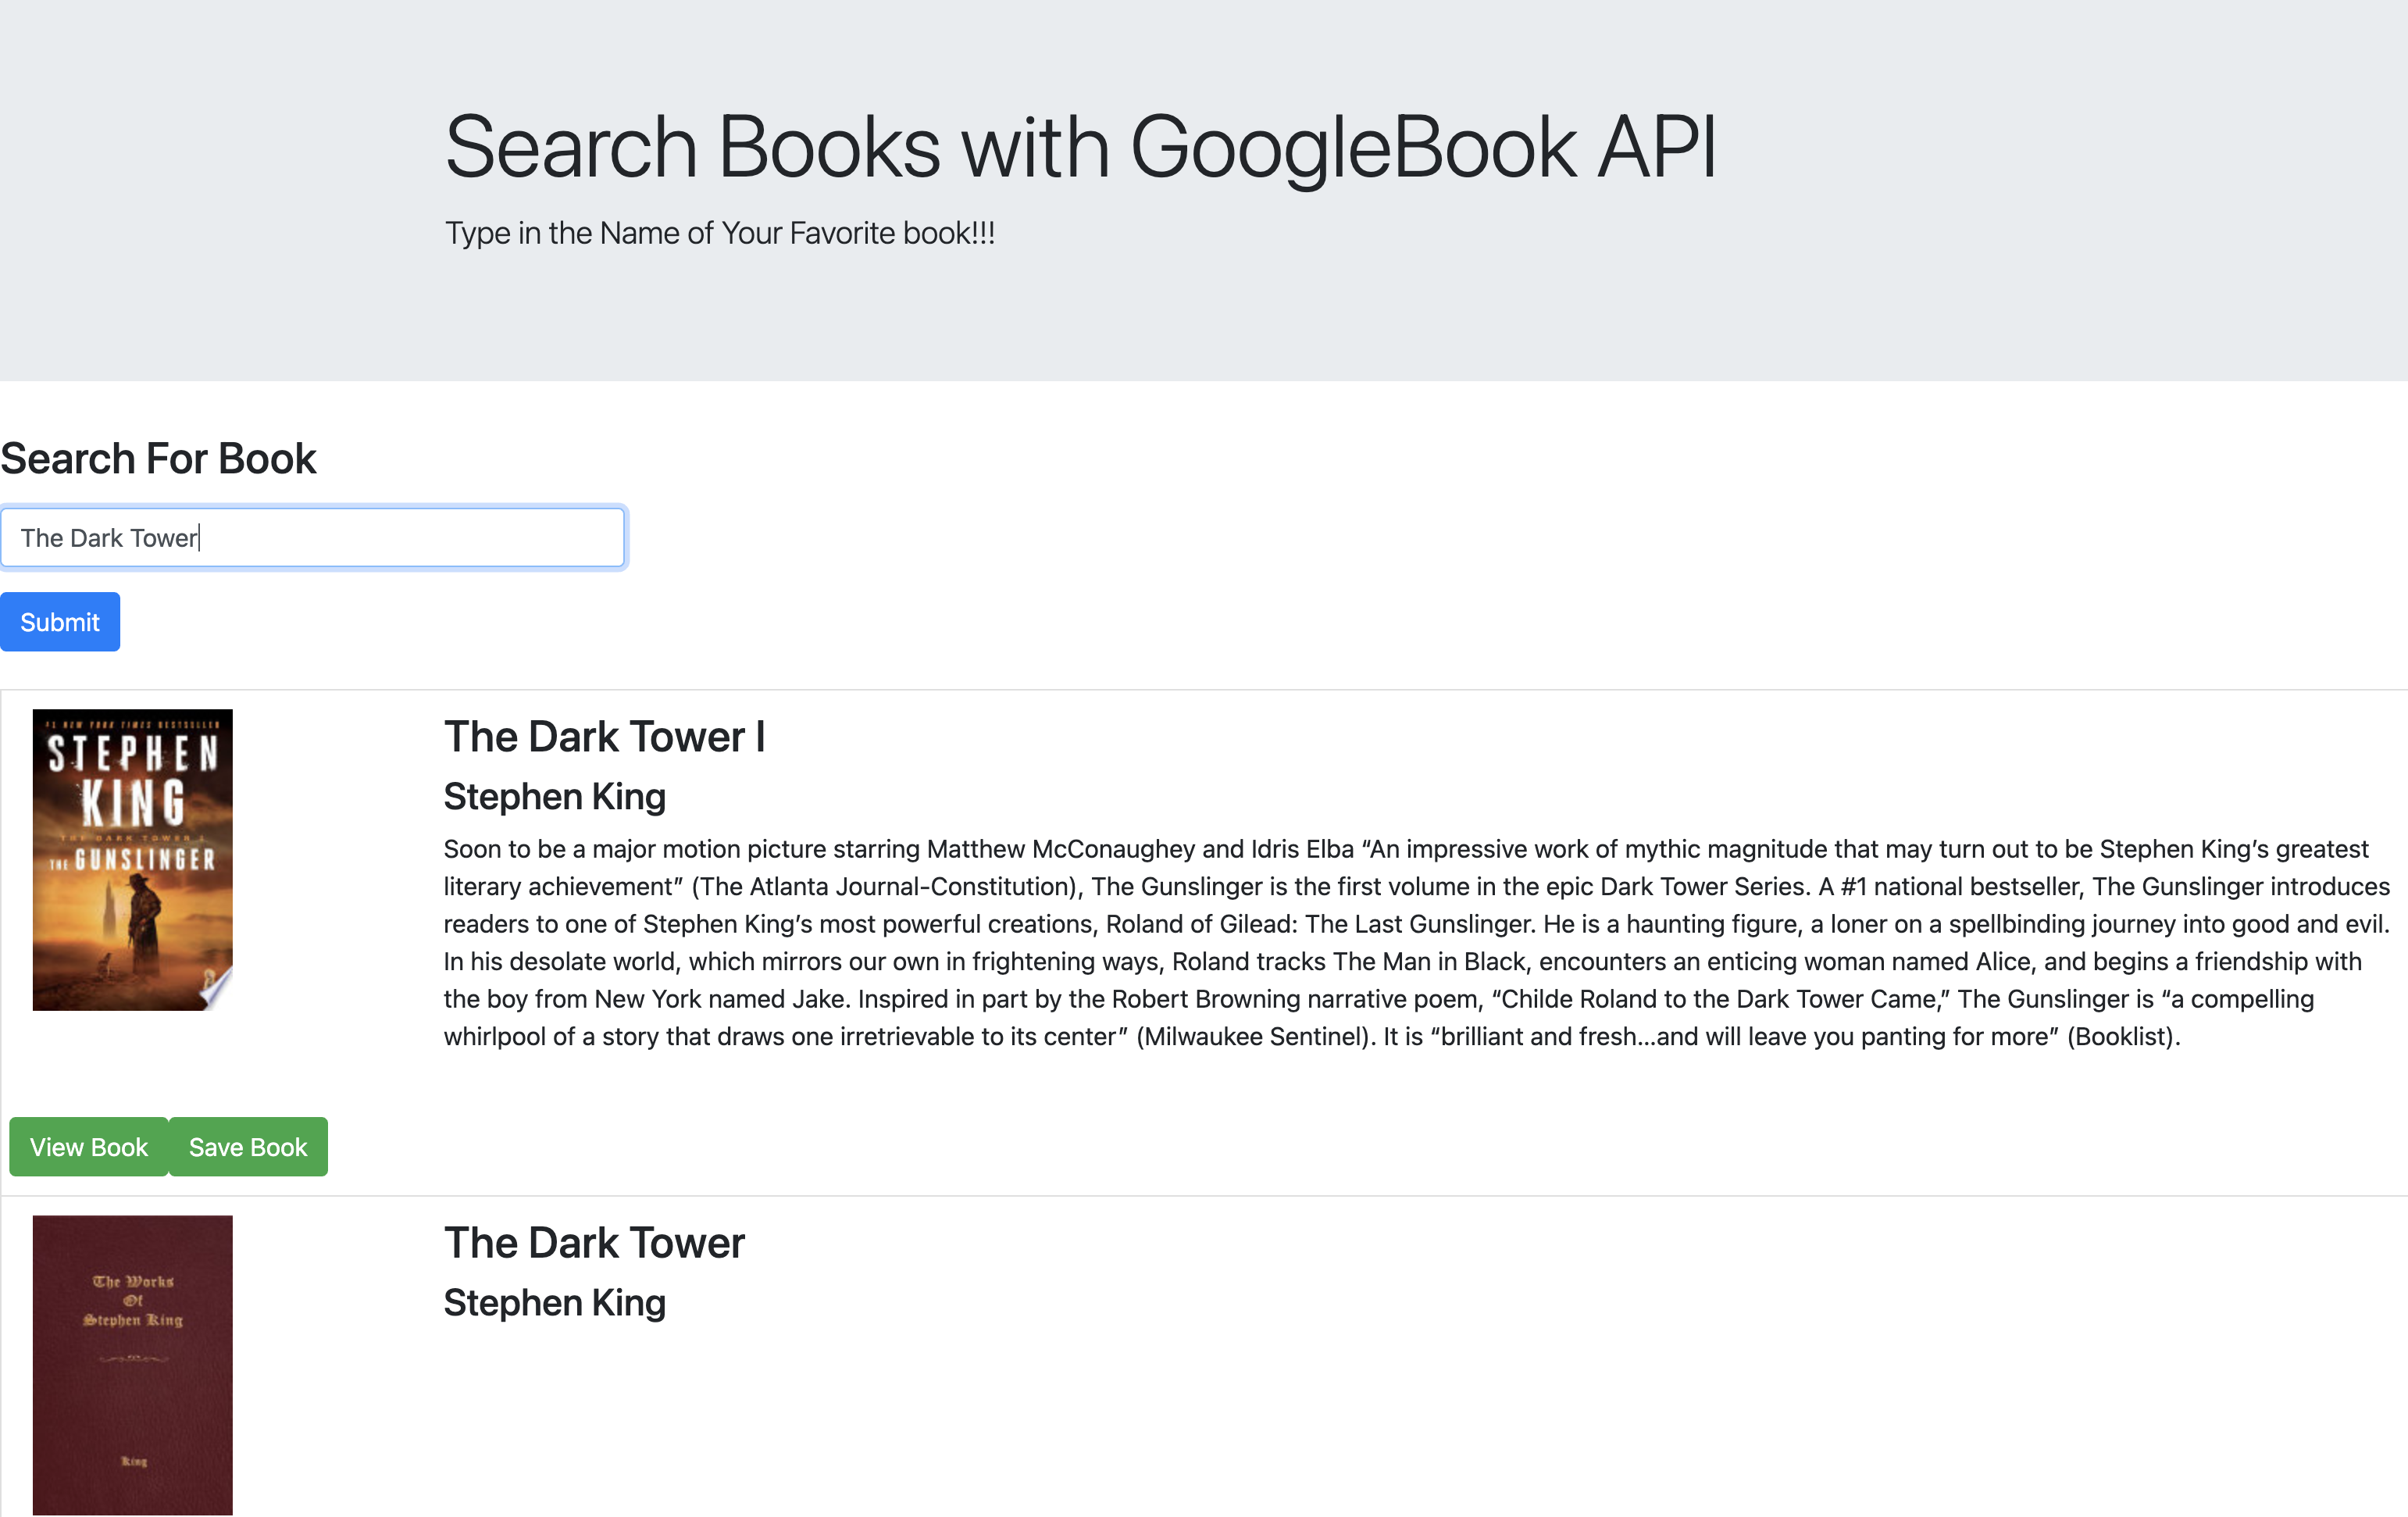 Search Books with GoogleBook API
Type in the Name of Your Favorite book!!!
Search For Book
The Dark Tower
Submit
#1 NEW YORK TIMES BESTSELLER
STEPHEN
KING
THE DARK TOWER I
THE GUNSLINGER
The Dark Tower I
Stephen King
Soon to be a major motion picture starring Matthew McConaughey and Idris Elba “An impressive work of mythic magnitude that may turn out to be Stephen King’s greatest
literary achievement” (The Atlanta Journal-Constitution), The Gunslinger is the first volume in the epic Dark Tower Series. A #1 national bestseller, The Gunslinger introduces
readers to one of Stephen King’s most powerful creations, Roland of Gilead: The Last Gunslinger. He is a haunting figure, a loner on a spellbinding journey into good and evil.
In his desolate world, which mirrors our own in frightening ways, Roland tracks The Man in Black, encounters an enticing woman named Alice, and begins a friendship with
the boy from New York named Jake. Inspired in part by the Robert Browning narrative poem, “Childe Roland to the Dark Tower Came,” The Gunslinger is “a compelling
whirlpool of a story that draws one irretrievable to its center” (Milwaukee Sentinel). It is “brilliant and fresh...and will leave you panting for more” (Booklist).
View Book
Save Book
The Works
Of
Stephen King
King
The Dark Tower
Stephen King